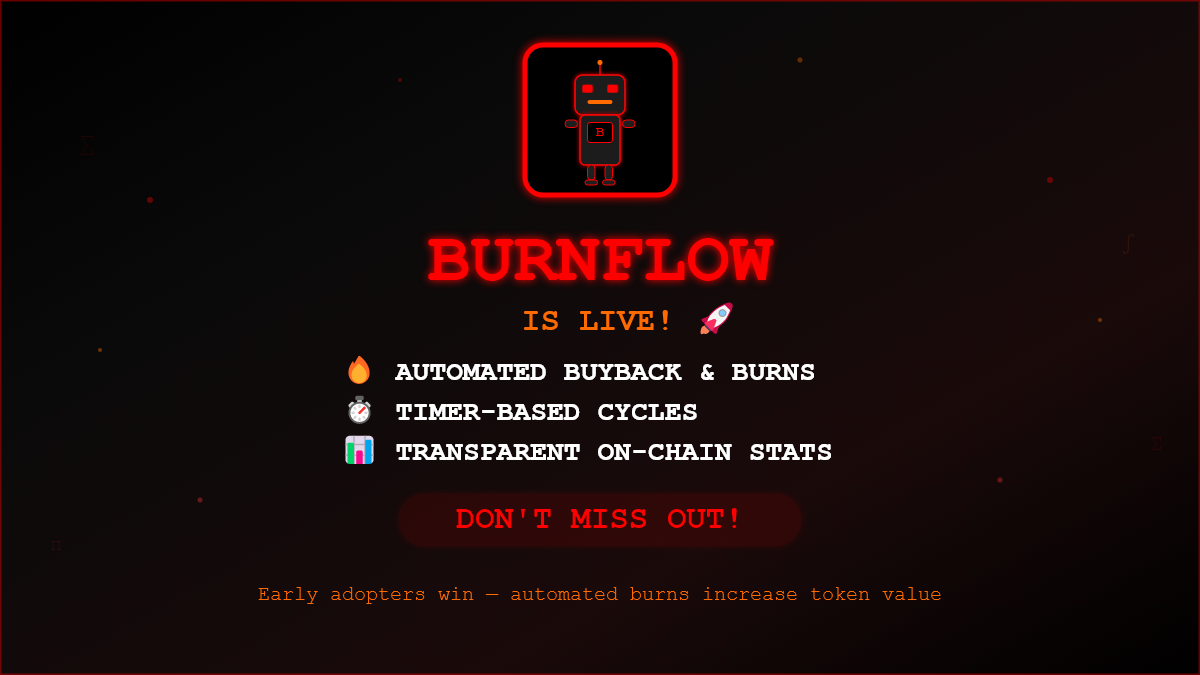 B
BURNFLOW
IS LIVE! 🚀
🔥 AUTOMATED BUYBACK & BURNS
⏱ TIMER-BASED CYCLES
📊 TRANSPARENT ON-CHAIN STATS
DON'T MISS OUT!
Early adopters win — automated burns increase token value
Σ
∫
π